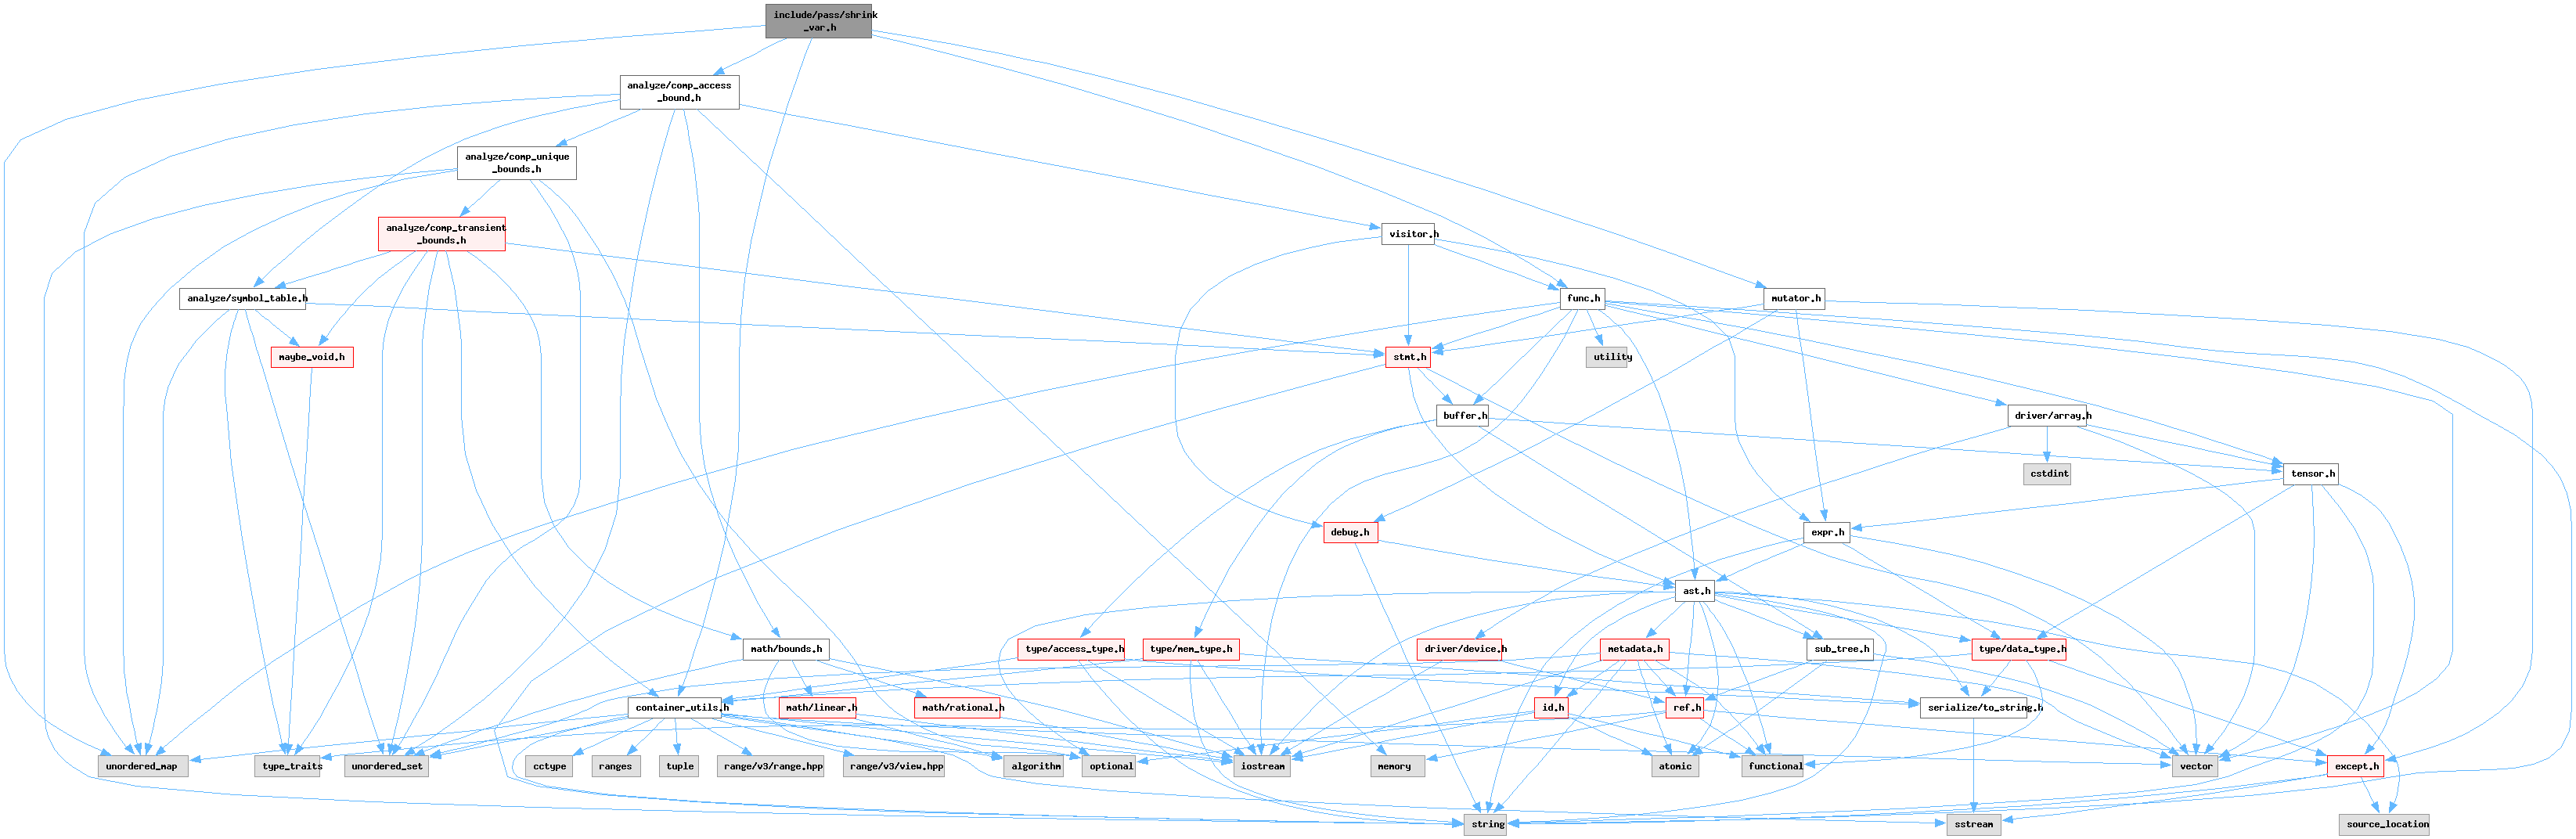 include/pass/shrink
_var.h
analyze/comp_access
_bound.h
analyze/comp_unique
_bounds.h
analyze/comp_transient
_bounds.h
visitor.h
analyze/symbol_table.h
func.h
mutator.h
maybe_void.h
stmt.h
utility
buffer.h
driver/array.h
cstdint
tensor.h
debug.h
expr.h
ast.h
math/bounds.h
type/access_type.h
type/mem_type.h
driver/device.h
metadata.h
sub_tree.h
type/data_type.h
container_utils.h
math/linear.h
math/rational.h
id.h
ref.h
serialize/to_string.h
unordered_map
type_traits
unordered_set
cctype
ranges
tuple
range/v3/range.hpp
range/v3/view.hpp
algorithm
optional
iostream
memory
atomic
functional
vector
except.h
string
sstream
source_location